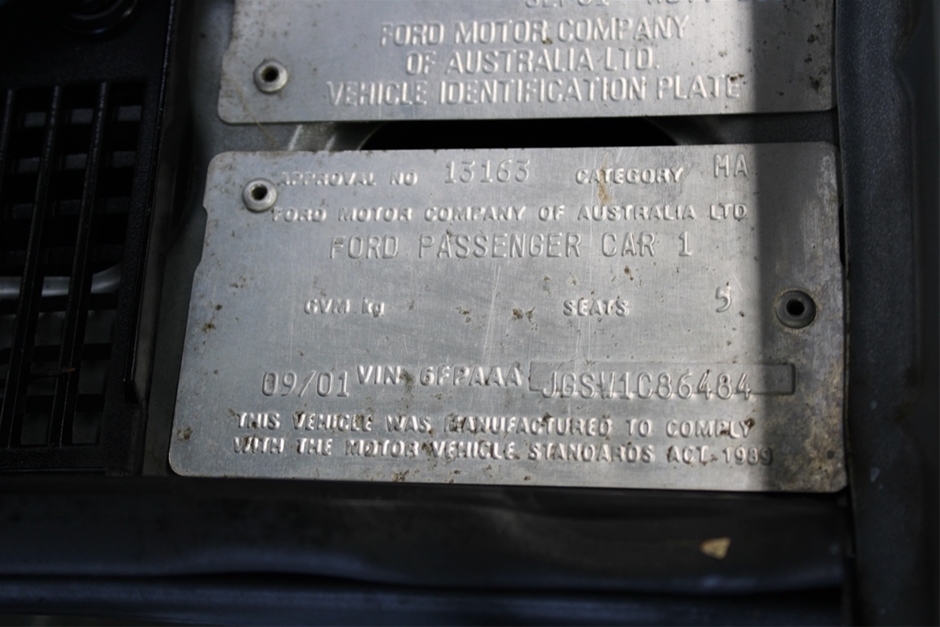 FORD MOTOR COMPANY
OF AUSTRALIA LTD.
VEHICLE IDENTIFICATION PLATE
APPROVAL NO 13163 CATEGORY MA
FORD MOTOR COMPANY OF AUSTRALIA LTD
FORD PASSENGER CAR 1
GVM kg SEATS 5
09/01 VIN 6FPAAA JGSW1C86484
THIS VEHICLE WAS MANUFACTURED TO COMPLY
WITH THE MOTOR VEHICLE STANDARDS ACT 1989